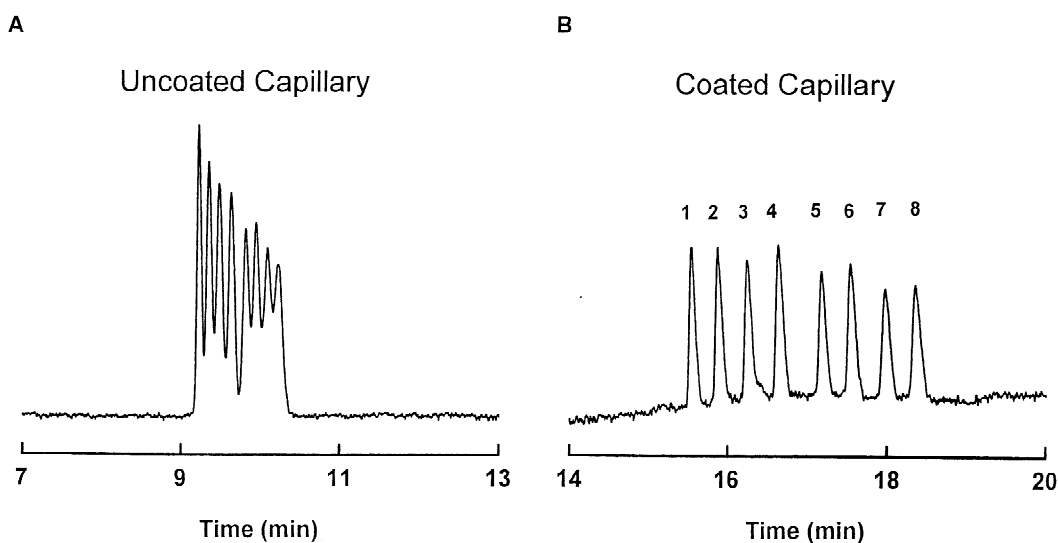 A
Uncoated Capillary
7 9 11 13
Time (min)
B
Coated Capillary
1 2 3 4 5 6 7 8
14 16 18 20
Time (min)